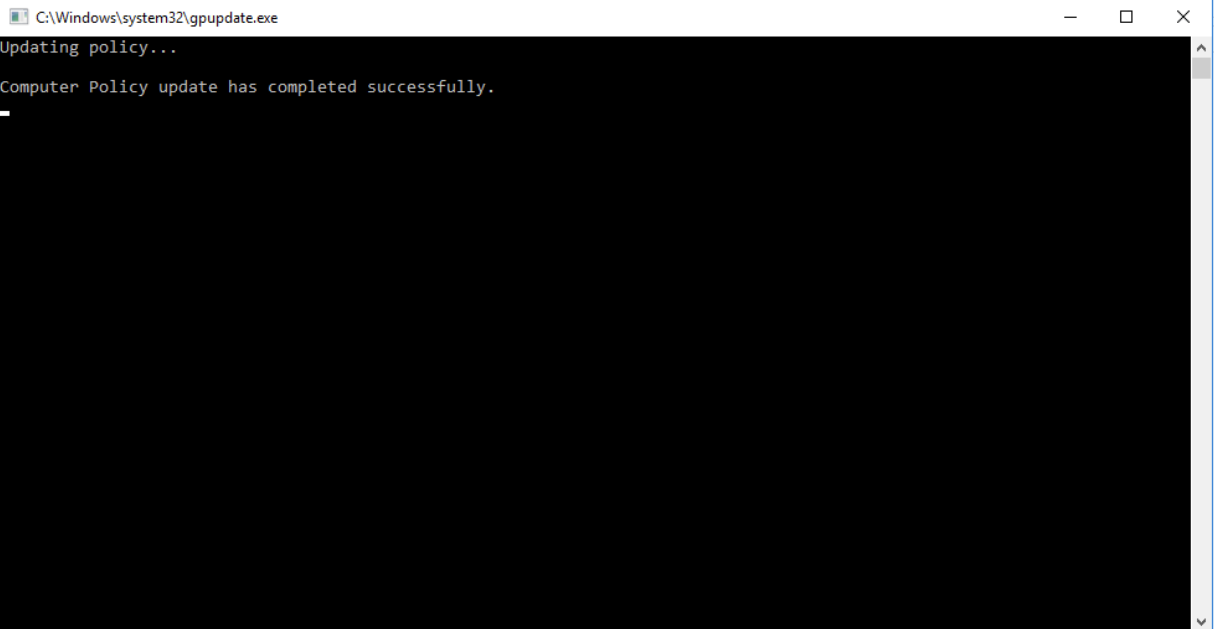 C:\Windows\system32\gpupdate.exe
Updating policy...
Computer Policy update has completed successfully.